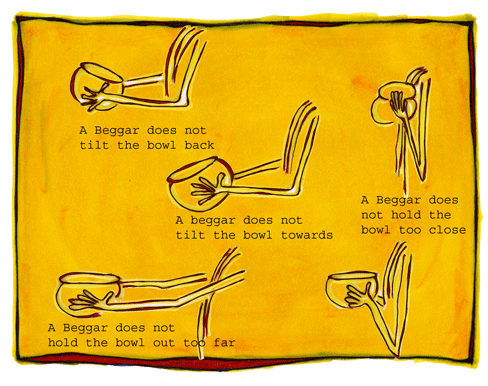 A Beggar does not
tilt the bowl back
A beggar does not
tilt the bowl towards
A Beggar does
not hold the
bowl too close
A Beggar does not
hold the bowl out too far